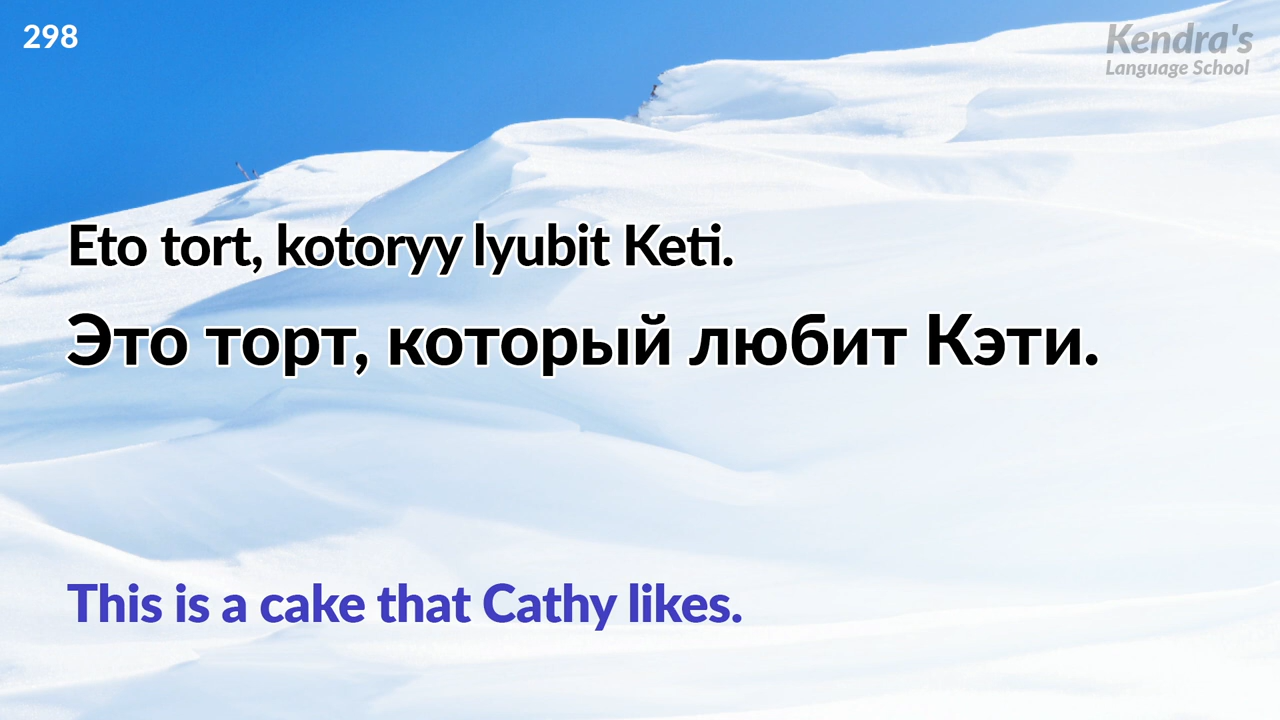 298
Kendra's
Language School
Eto tort, kotoryy lyubit Keti.
Это торт, который любит Кэти.
This is a cake that Cathy likes.